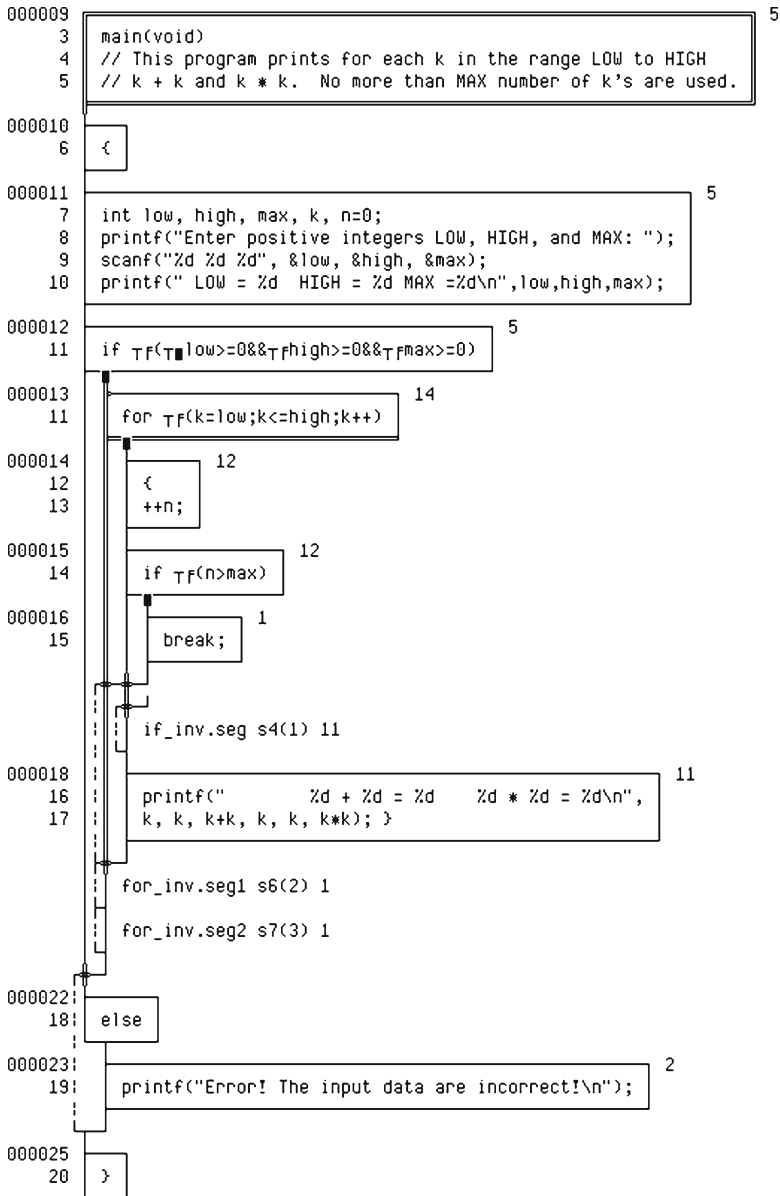 000009 5
3 main(void)
4 // This program prints for each k in the range LOW to HIGH
5 // k + k and k * k.  No more than MAX number of k's are used.
000010
6 {
000011 5
7 int low, high, max, k, n=0;
8 printf("Enter positive integers LOW, HIGH, and MAX: ");
9 scanf("%d %d %d", &low, &high, &max);
10 printf(" LOW = %d  HIGH = %d MAX =%d\n",low,high,max);
000012 5
11 if TF(T■low>=0&&TFhigh>=0&&TFmax>=0)
000013 14
11 for TF(k=low;k<=high;k++)
000014 12
12 {
13 ++n;
000015 12
14 if TF(n>max)
000016 1
15 break;
if_inv.seg s4(1) 11
000018 11
16 printf("        %d + %d = %d    %d * %d = %d\n",
17 k, k, k+k, k, k, k*k); }
for_inv.seg1 s6(2) 1
for_inv.seg2 s7(3) 1
000022
18 else
000023 2
19 printf("Error! The input data are incorrect!\n");
000025
20 }